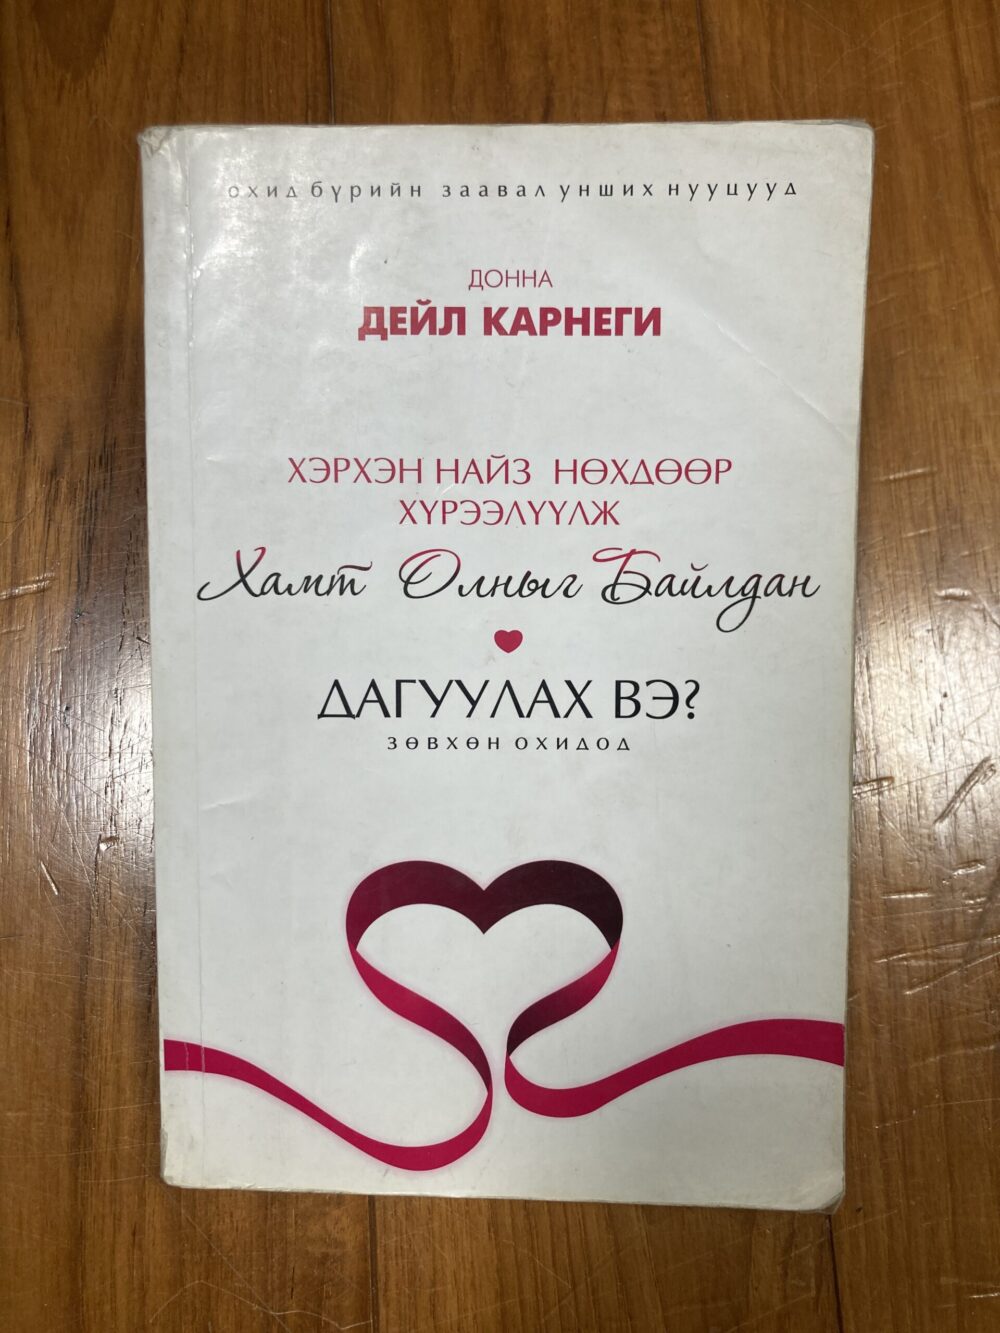 охид бүрийн заавал унших нууцууд
ДОННА
ДЕЙЛ КАРНЕГИ
ХЭРХЭН НАЙЗ НӨХДӨӨР
ХҮРЭЭЛҮҮЛЖ
Хамт Олныг Байлдан
ДАГУУЛАХ ВЭ?
ЗӨВХӨН ОХИДОД